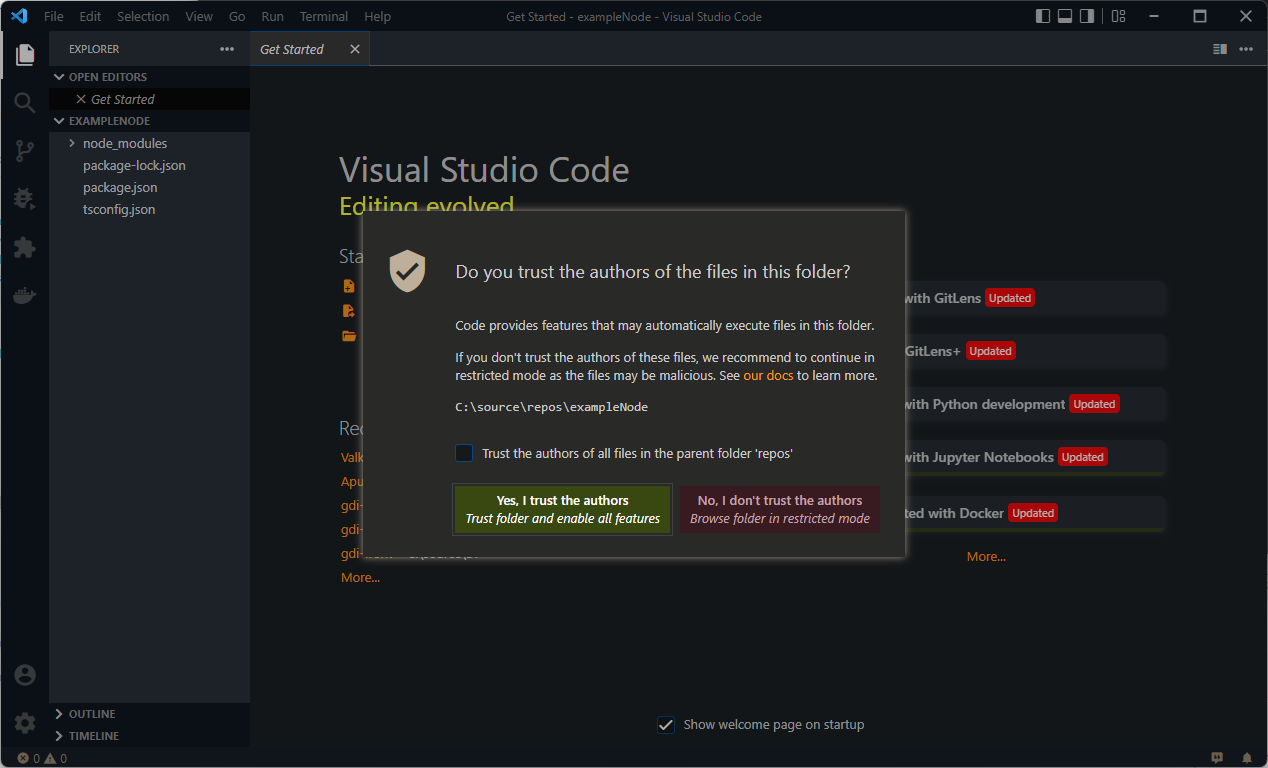 File Edit Selection View Go Run Terminal Help
Get Started - exampleNode - Visual Studio Code
EXPLORER
Get Started
OPEN EDITORS
Get Started
EXAMPLENODE
node_modules
package-lock.json
package.json
tsconfig.json
OUTLINE
TIMELINE
Visual Studio Code
Editing evolved
Do you trust the authors of the files in this folder?
Code provides features that may automatically execute files in this folder.
If you don't trust the authors of these files, we recommend to continue in
restricted mode as the files may be malicious. See our docs to learn more.
C:\source\repos\exampleNode
Trust the authors of all files in the parent folder 'repos'
Yes, I trust the authors
Trust folder and enable all features
No, I don't trust the authors
Browse folder in restricted mode
Sta
Rec
Valk
Apu
gdi-
gdi-
gdi-
More...
with GitLens Updated
GitLens+ Updated
with Python development Updated
with Jupyter Notebooks Updated
ted with Docker Updated
More...
Show welcome page on startup
0 0